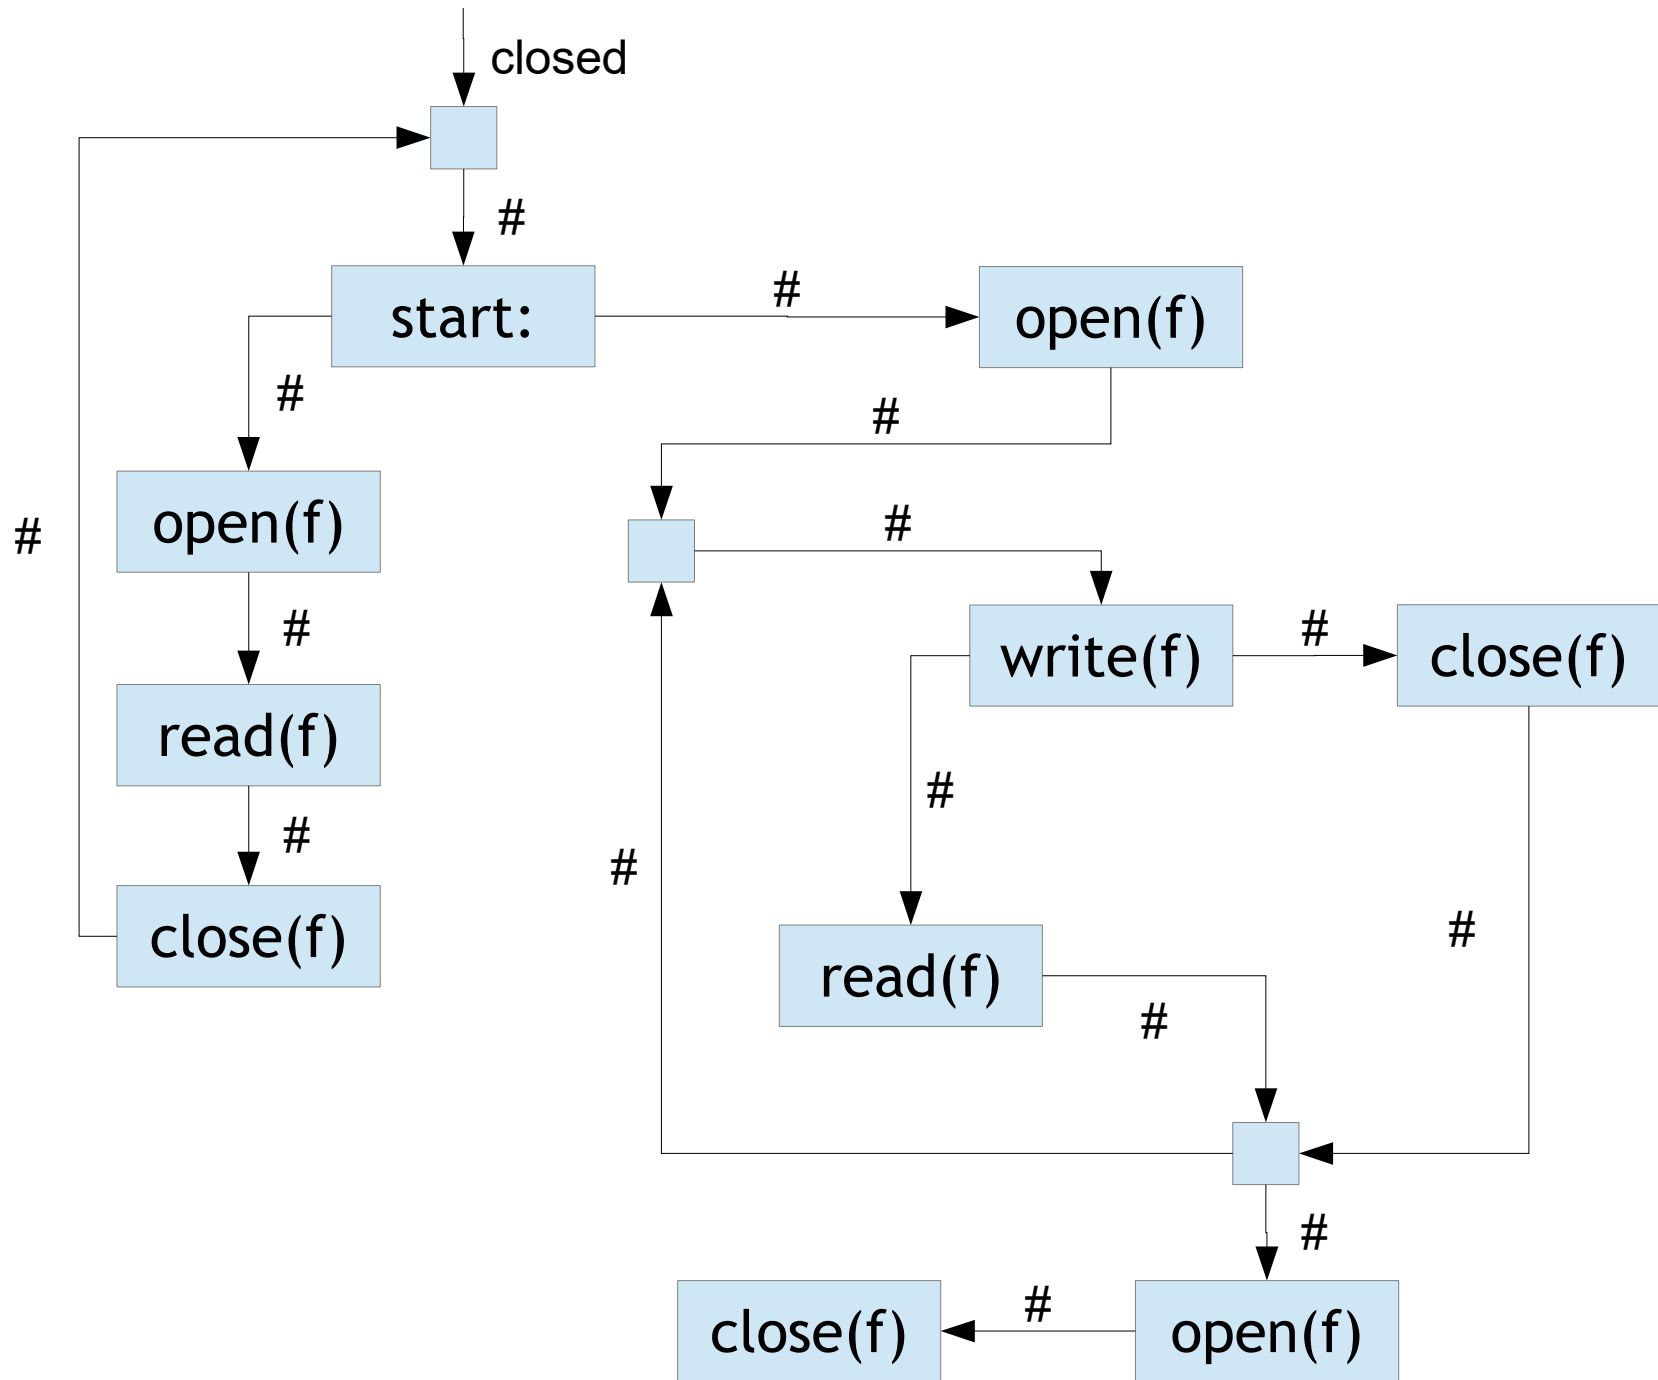 closed
#
#
start:
open(f)
#
#
open(f)
#
#
#
#
write(f)
#
close(f)
read(f)
#
#
#
#
close(f)
read(f)
#
#
close(f)
#
open(f)